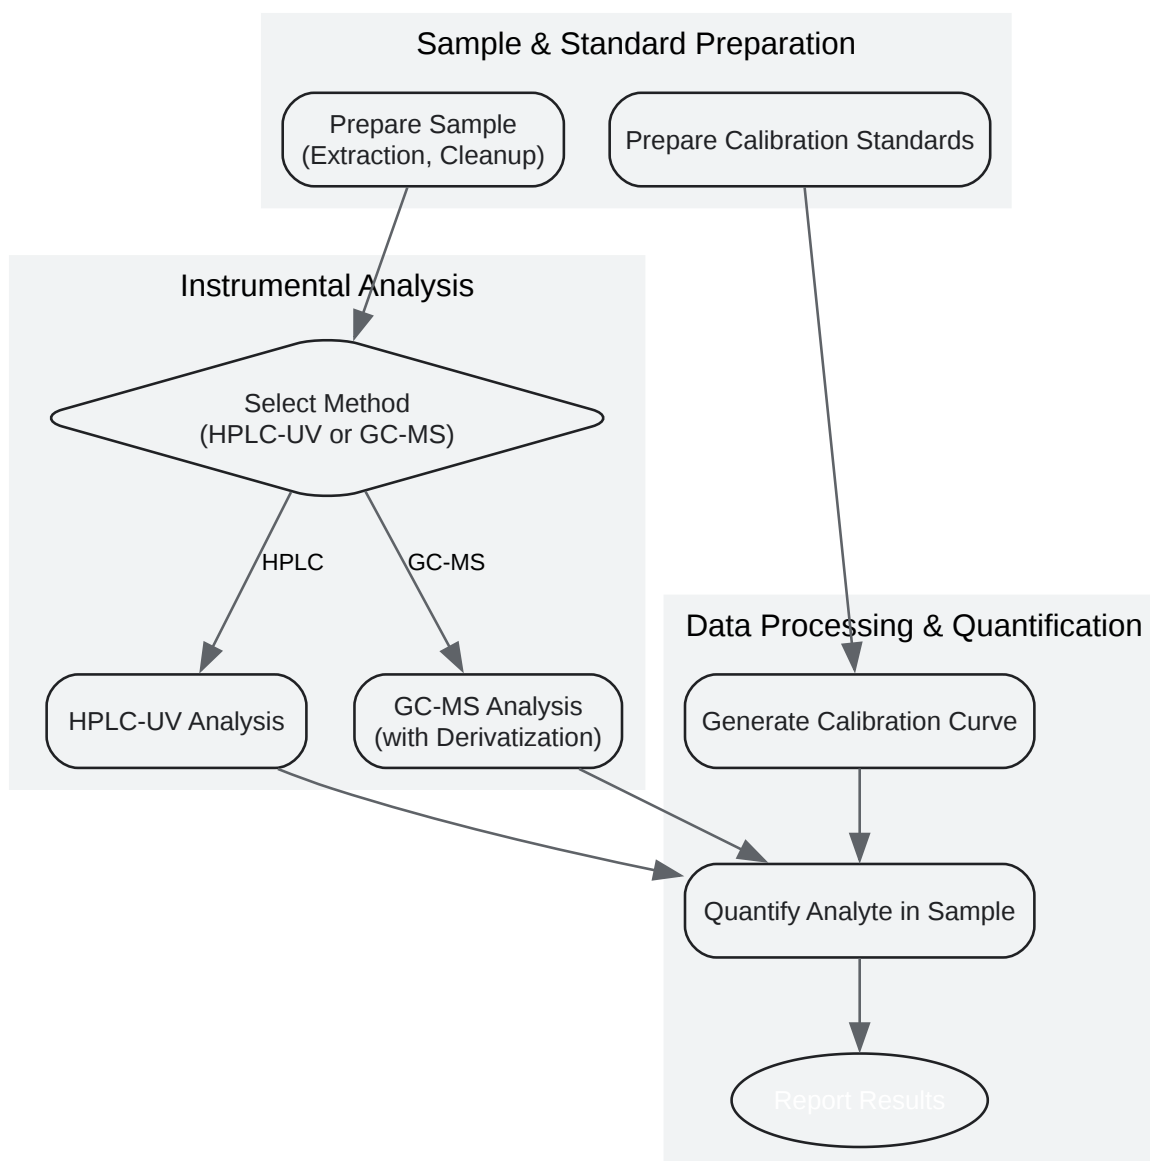 Sample & Standard Preparation
Prepare Sample
(Extraction, Cleanup)
Prepare Calibration Standards
Instrumental Analysis
Select Method
(HPLC-UV or GC-MS)
HPLC
GC-MS
Data Processing & Quantification
HPLC-UV Analysis
GC-MS Analysis
(with Derivatization)
Generate Calibration Curve
Quantify Analyte in Sample
Report Results